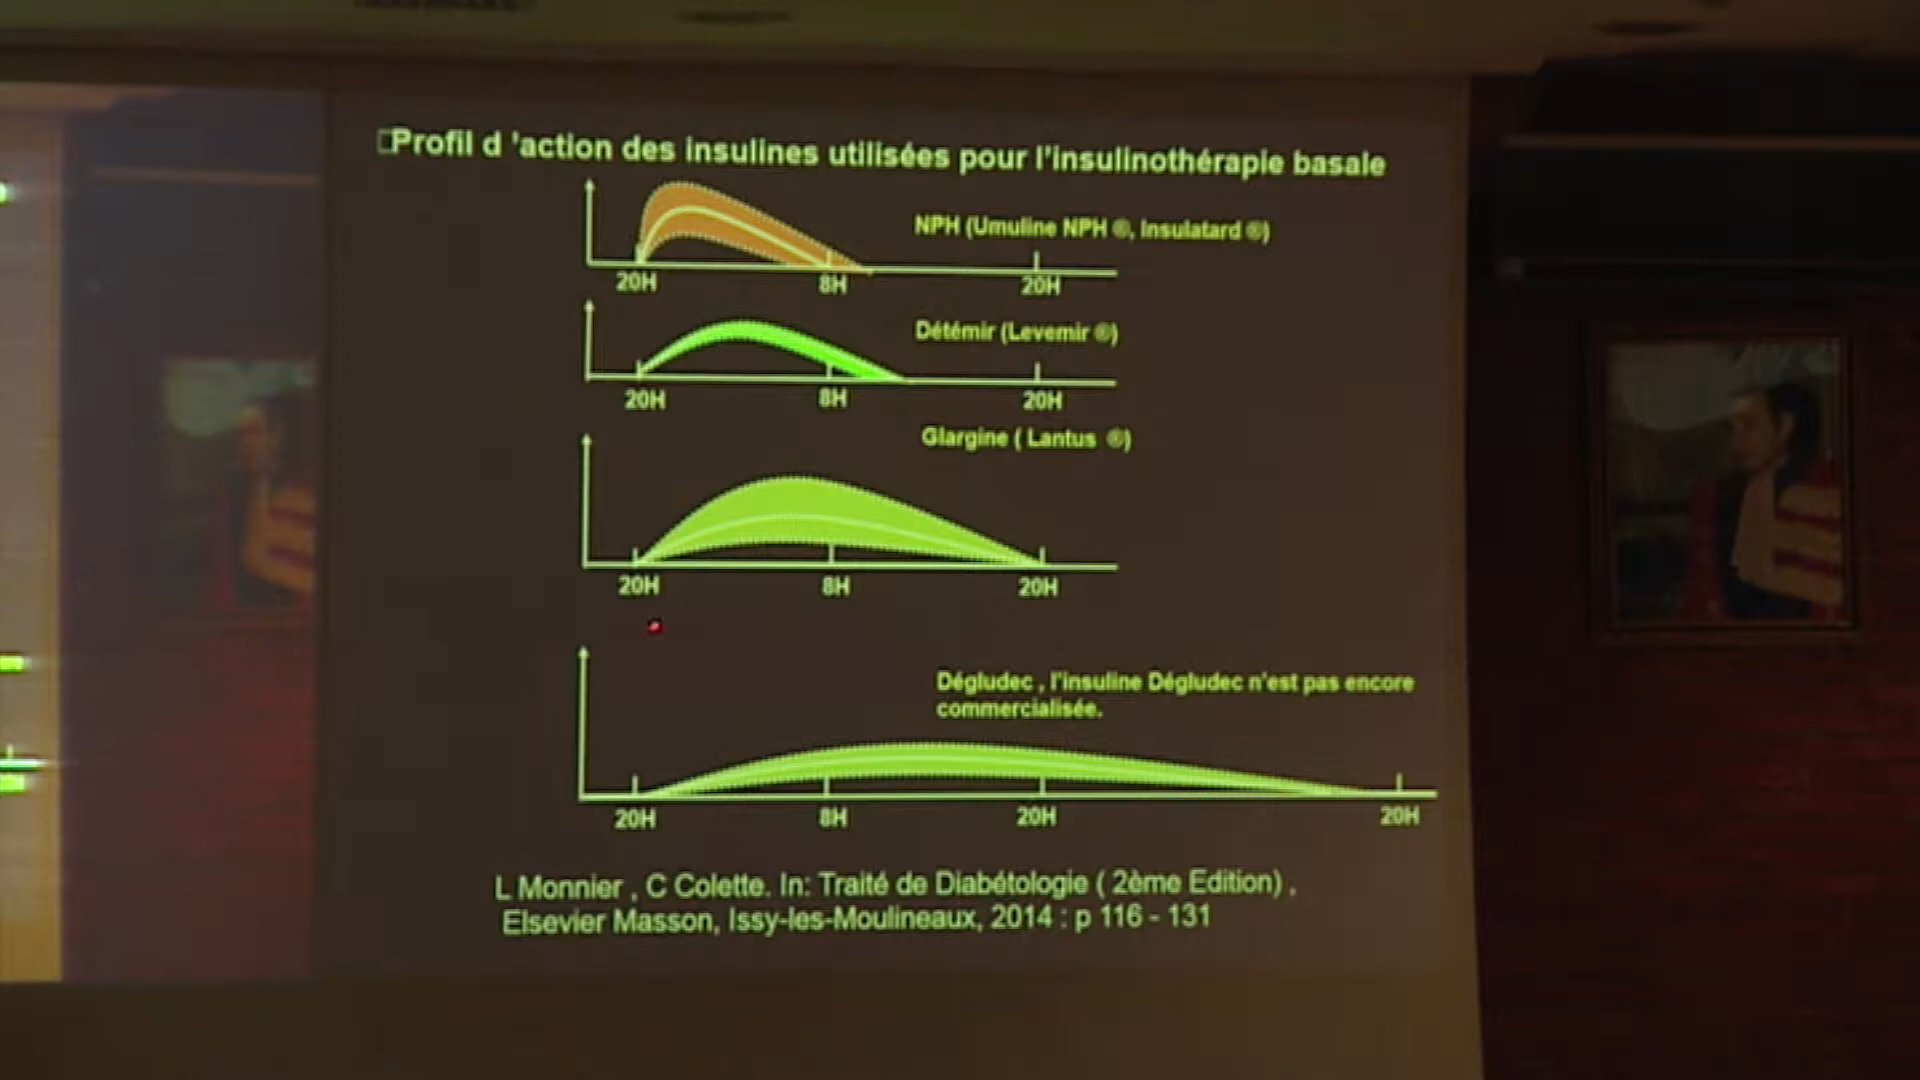 Profil d 'action des insulines utilisées pour l'insulinothérapie basale
NPH (Umuline NPH ®, Insulatard ®)
20H 8H 20H
Détémir (Levemir ®)
20H 8H 20H
Glargine ( Lantus ®)
20H 8H 20H
Dégludec , l'insuline Dégludec n'est pas encore
commercialisée.
20H 8H 20H 20H
L Monnier , C Colette. In: Traité de Diabétologie ( 2ème Edition) ,
Elsevier Masson, Issy-les-Moulineaux, 2014 : p 116 - 131